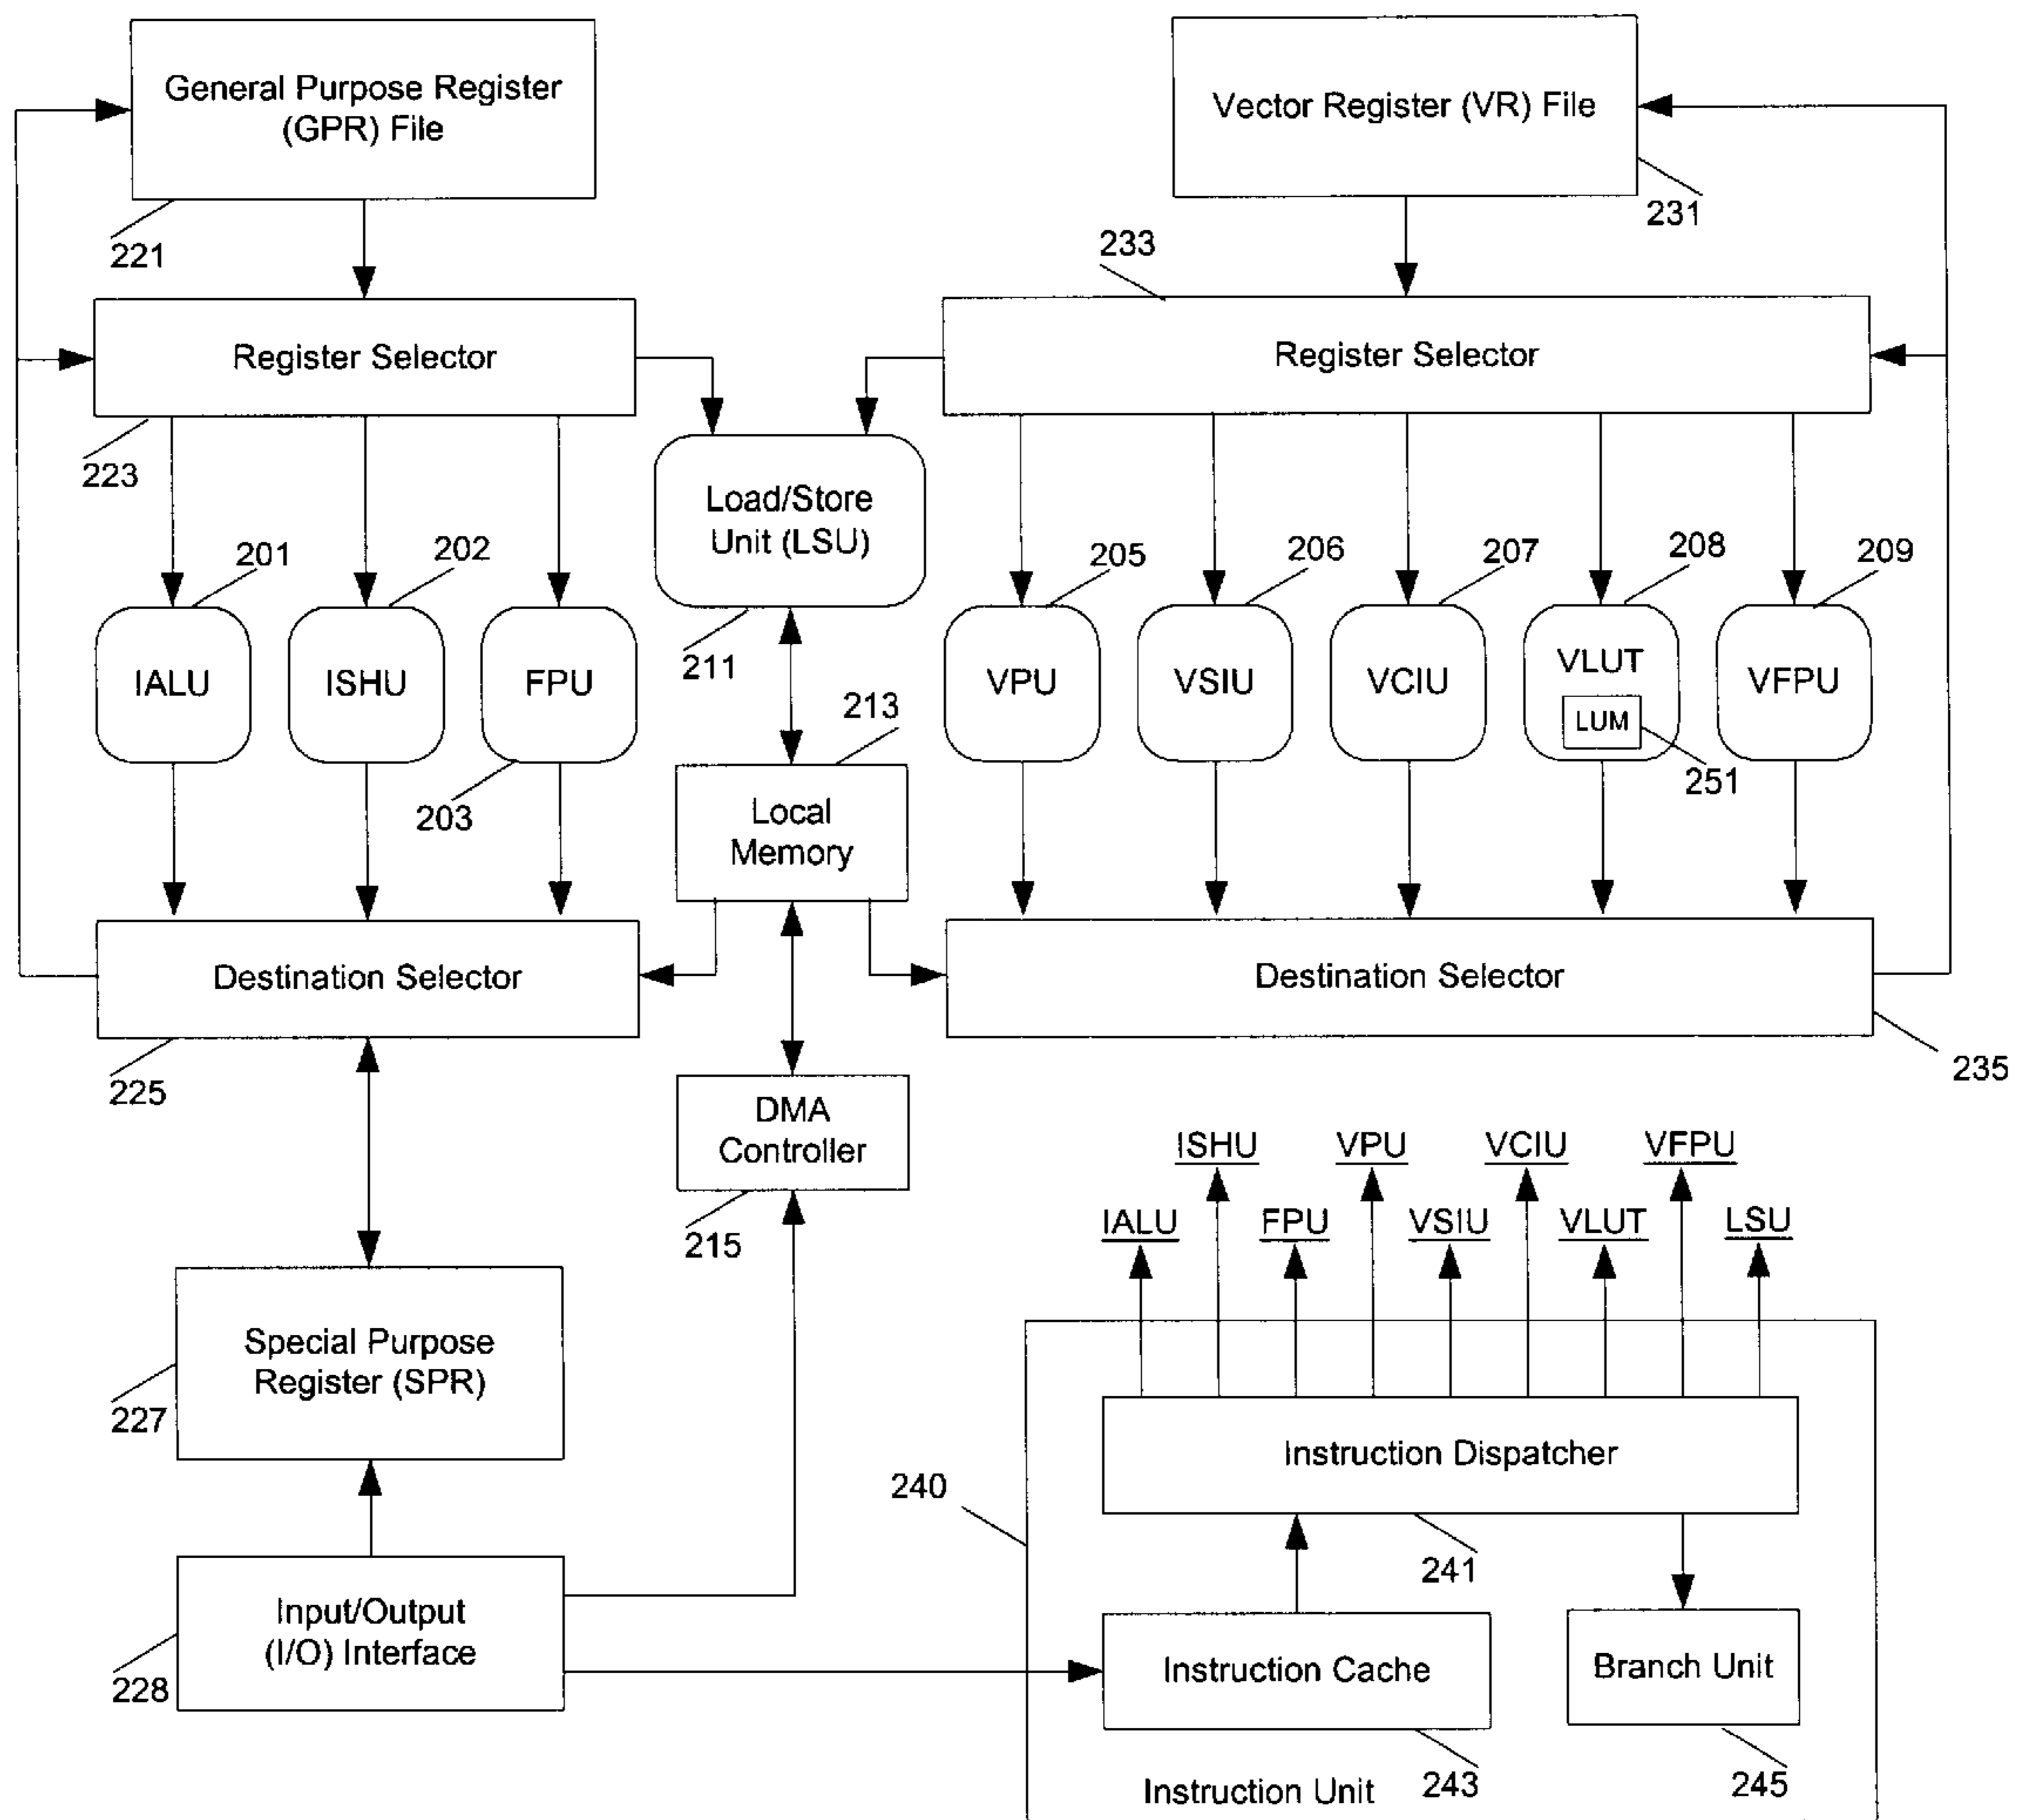 General Purpose Register
(GPR) File
221
Vector Register (VR) File
231
233
Register Selector
223
Register Selector
Load/Store
Unit (LSU)
211
201
202
205
206
207
208
209
IALU
ISHU
FPU
203
VPU
VSIU
VCIU
VLUT
LUM
251
VFPU
213
Local
Memory
Destination Selector
225
Destination Selector
235
DMA
Controller
215
ISHU
VPU
VCIU
VFPU
IALU
FPU
VSIU
VLUT
LSU
Special Purpose
Register (SPR)
227
240
Instruction Dispatcher
241
Input/Output
(I/O) Interface
228
Instruction Cache
243
Branch Unit
245
Instruction Unit